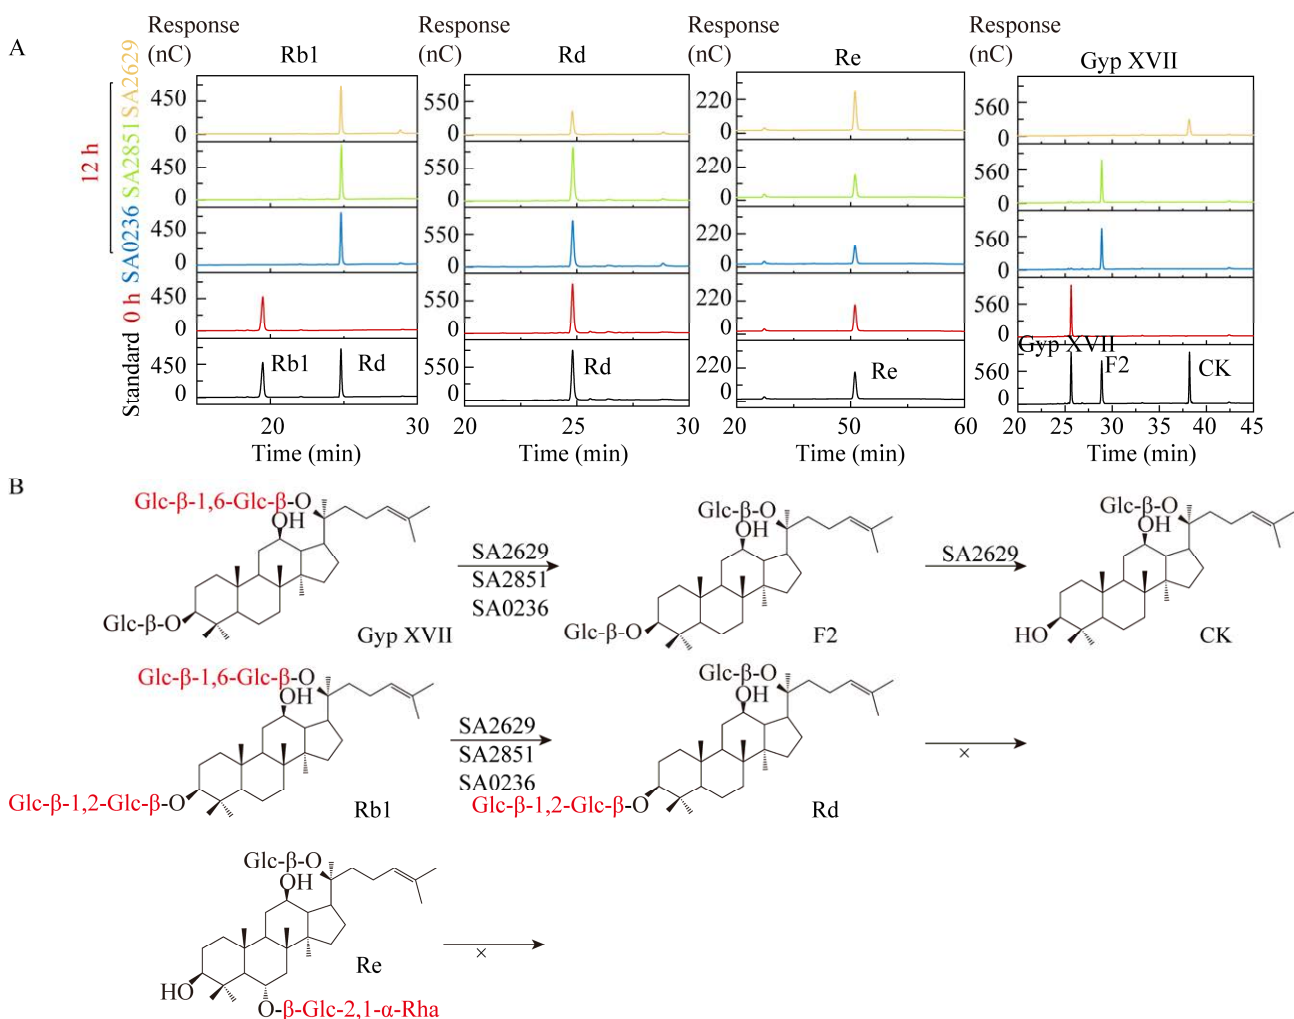 A
Response
(nC)
Rb1
Response
(nC)
Rd
Response
(nC)
Re
Response
(nC)
Gyp XVII
12 h
SA2629
SA2851
SA0236
0 h
Standard
450
0
450
0
450
0
450
0
450
0
Rb1
Rd
20
25
30
Time (min)
550
0
550
0
550
0
550
0
550
0
Rd
20
25
30
Time (min)
220
0
220
0
220
0
220
0
220
0
Re
20
40
50
60
Time (min)
560
0
560
0
560
0
560
0
560
0
Gyp XVII
F2
CK
20
25
30
35
40
45
Time (min)
B
Glc-β-1,6-Glc-β-O
OH
Glc-β-O
Gyp XVII
SA2629
SA2851
SA0236
Glc-β-O
OH
Glc-β-O
F2
SA2629
Glc-β-O
OH
HO
CK
Glc-β-1,6-Glc-β-O
OH
Glc-β-1,2-Glc-β-O
Rb1
SA2629
SA2851
SA0236
Glc-β-O
OH
Glc-β-1,2-Glc-β-O
Rd
×
Glc-β-O
OH
HO
Re
O-β-Glc-2,1-α-Rha
×